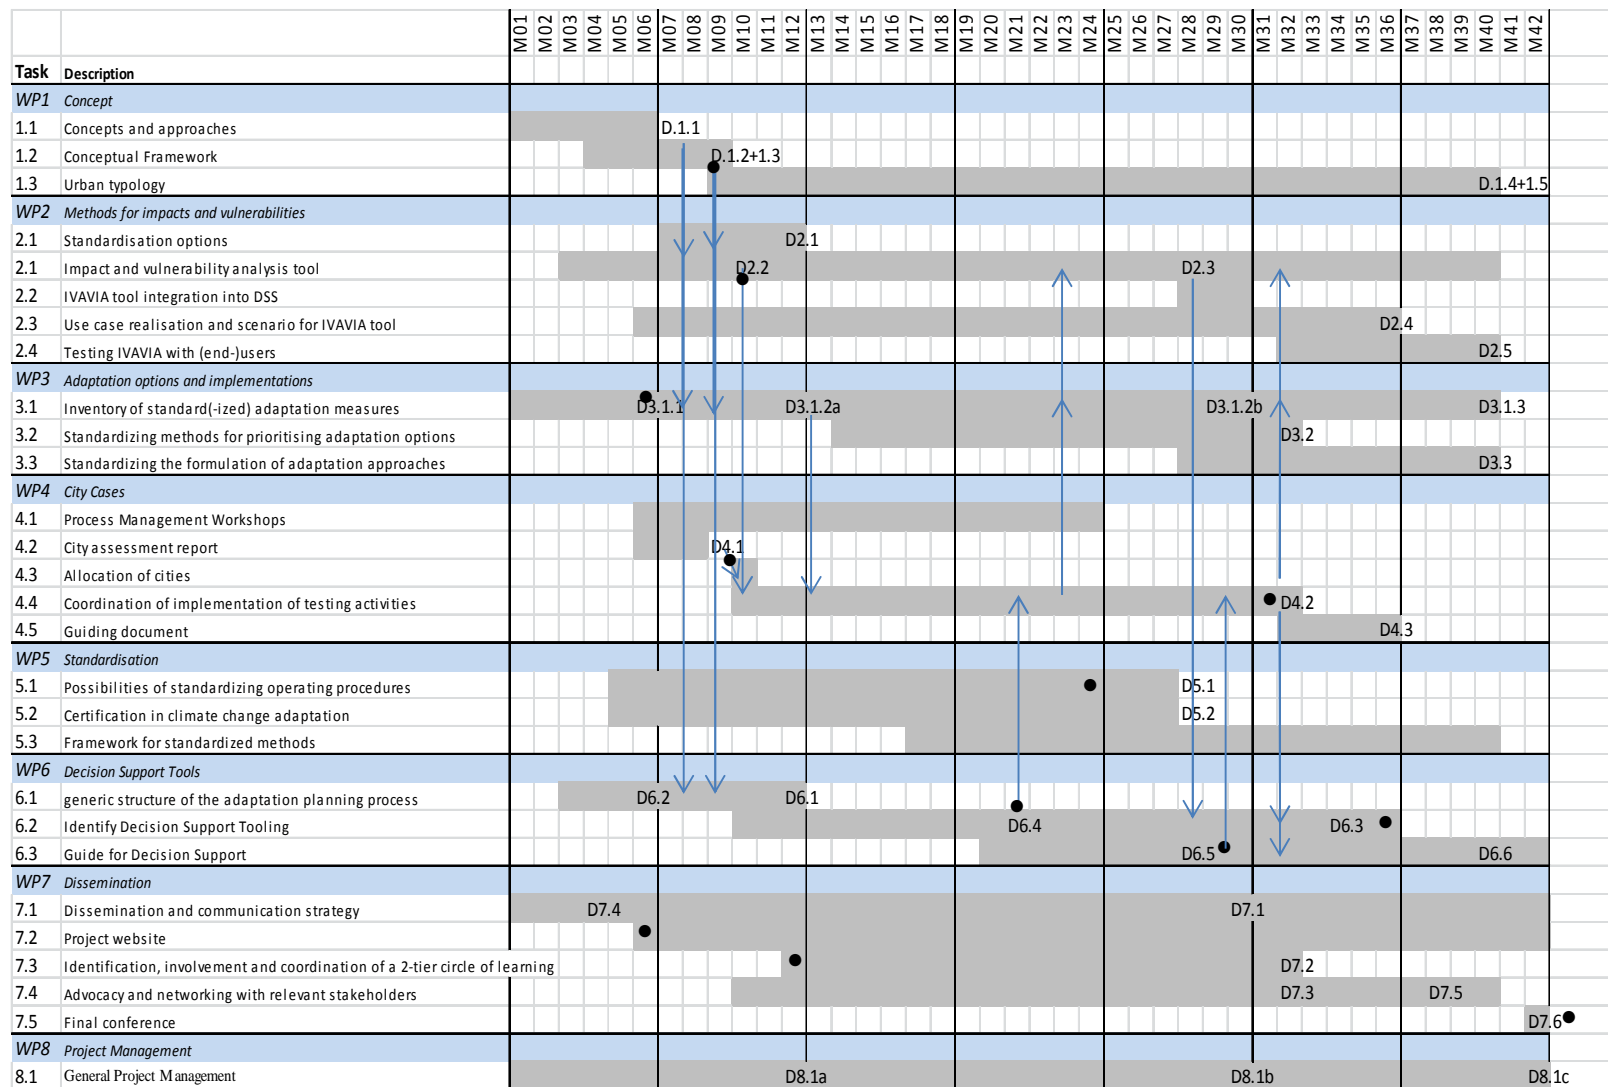 M01 M02 M03 M04 M05 M06 M07 M08 M09 M10 M11 M12 M13 M14 M15 M16 M17 M18 M19 M20 M21 M22 M23 M24 M25 M26 M27 M28 M29 M30 M31 M32 M33 M34 M35 M36 M37 M38 M39 M40 M41 M42
Task Description
WP1 Concept
1.1 Concepts and approaches D.1.1
1.2 Conceptual Framework D.1.2+1.3
1.3 Urban typology D.1.4+1.5
WP2 Methods for impacts and vulnerabilities
2.1 Standardisation options D2.1
2.1 Impact and vulnerability analysis tool D2.2 D2.3
2.2 IVAVIA tool integration into DSS
2.3 Use case realisation and scenario for IVAVIA tool D2.4
2.4 Testing IVAVIA with (end-)users D2.5
WP3 Adaptation options and implementations
3.1 Inventory of standard(-ized) adaptation measures D3.1.1 D3.1.2a D3.1.2b D3.1.3
3.2 Standardizing methods for prioritising adaptation options D3.2
3.3 Standardizing the formulation of adaptation approaches D3.3
WP4 City Cases
4.1 Process Management Workshops
4.2 City assessment report D4.1
4.3 Allocation of cities
4.4 Coordination of implementation of testing activities D4.2
4.5 Guiding document D4.3
WP5 Standardisation
5.1 Possibilities of standardizing operating procedures D5.1
5.2 Certification in climate change adaptation D5.2
5.3 Framework for standardized methods
WP6 Decision Support Tools
6.1 generic structure of the adaptation planning process D6.2 D6.1
6.2 Identify Decision Support Tooling D6.4 D6.3
6.3 Guide for Decision Support D6.5 D6.6
WP7 Dissemination
7.1 Dissemination and communication strategy D7.4 D7.1
7.2 Project website
7.3 Identification, involvement and coordination of a 2-tier circle of learning D7.2
7.4 Advocacy and networking with relevant stakeholders D7.3 D7.5
7.5 Final conference D7.6
WP8 Project Management
8.1 General Project Management D8.1a D8.1b D8.1c